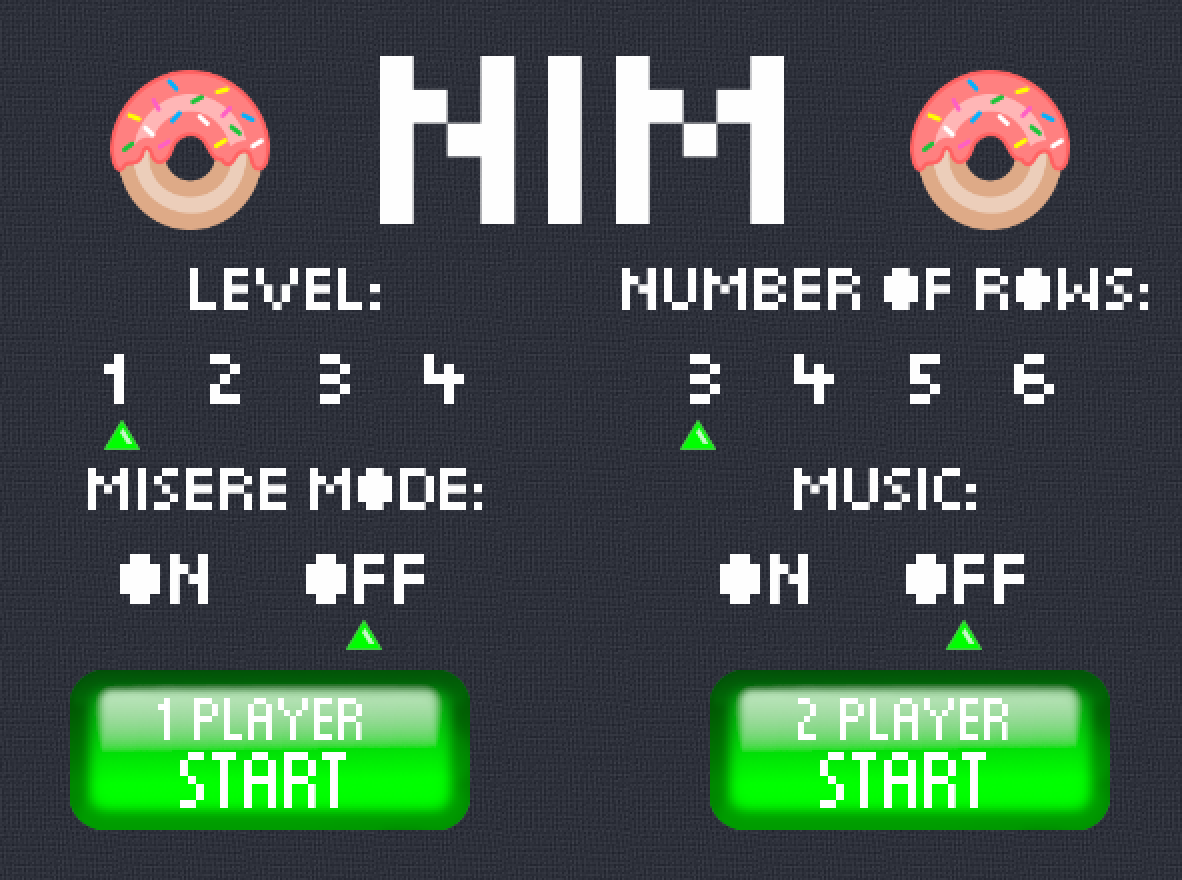 NIM
LEVEL:
NUMBER OF ROWS:
1 2 3 4
3 4 5 6
MISERE MODE:
MUSIC:
ON OFF
ON OFF
1 PLAYER
START
2 PLAYER
START